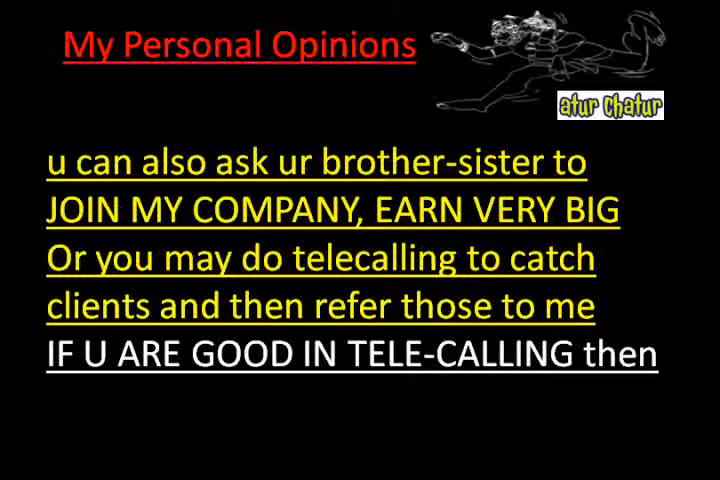 My Personal Opinions
atur chatur
u can also ask ur brother-sister to
JOIN MY COMPANY, EARN VERY BIG
Or you may do telecalling to catch
clients and then refer those to me
IF U ARE GOOD IN TELE-CALLING then